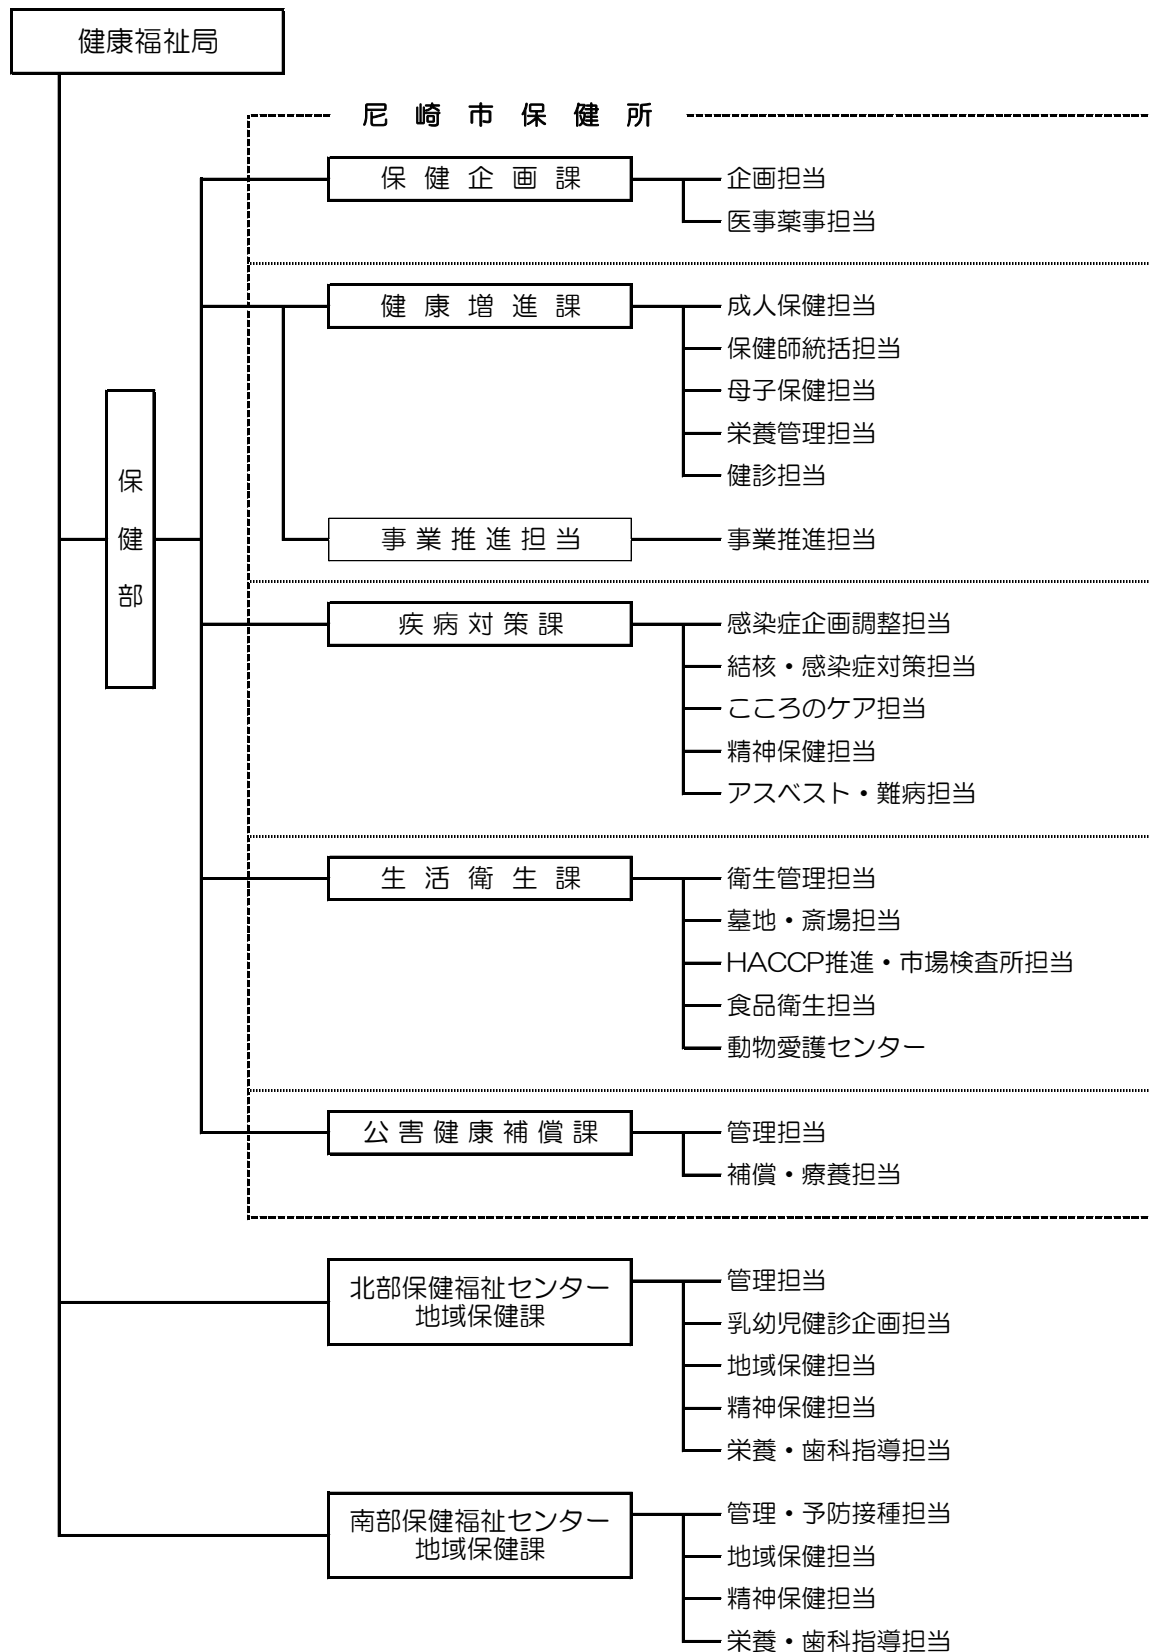 健康福祉局
尼崎市保健所
保健企画課
企画担当
医事薬事担当
健康増進課
成人保健担当
保健師統括担当
母子保健担当
栄養管理担当
健診担当
保健部
事業推進担当
事業推進担当
疾病対策課
感染症企画調整担当
結核・感染症対策担当
こころのケア担当
精神保健担当
アスベスト・難病担当
生活衛生課
衛生管理担当
墓地・斎場担当
HACCP推進・市場検査所担当
食品衛生担当
動物愛護センター
公害健康補償課
管理担当
補償・療養担当
北部保健福祉センター
地域保健課
管理担当
乳幼児健診企画担当
地域保健担当
精神保健担当
栄養・歯科指導担当
南部保健福祉センター
地域保健課
管理・予防接種担当
地域保健担当
精神保健担当
栄養・歯科指導担当